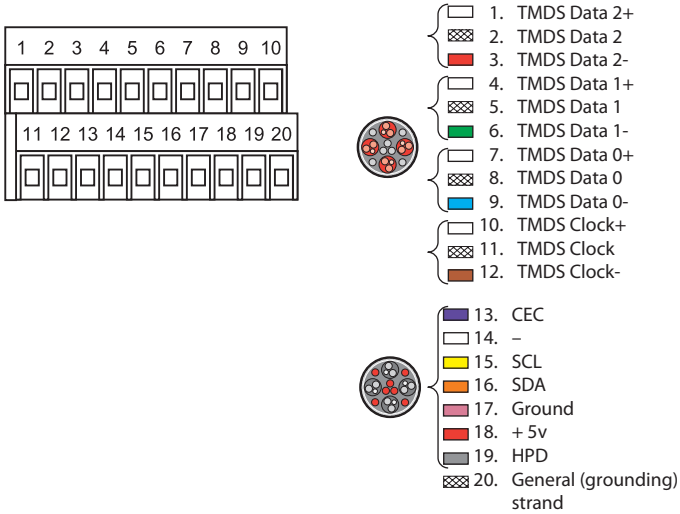 1 2 3 4 5 6 7 8 9 10
11 12 13 14 15 16 17 18 19 20
1. TMDS Data 2+
2. TMDS Data 2
3. TMDS Data 2-
4. TMDS Data 1+
5. TMDS Data 1
6. TMDS Data 1-
7. TMDS Data 0+
8. TMDS Data 0
9. TMDS Data 0-
10. TMDS Clock+
11. TMDS Clock
12. TMDS Clock-
13. CEC
14. –
15. SCL
16. SDA
17. Ground
18. + 5v
19. HPD
20. General (grounding)
strand